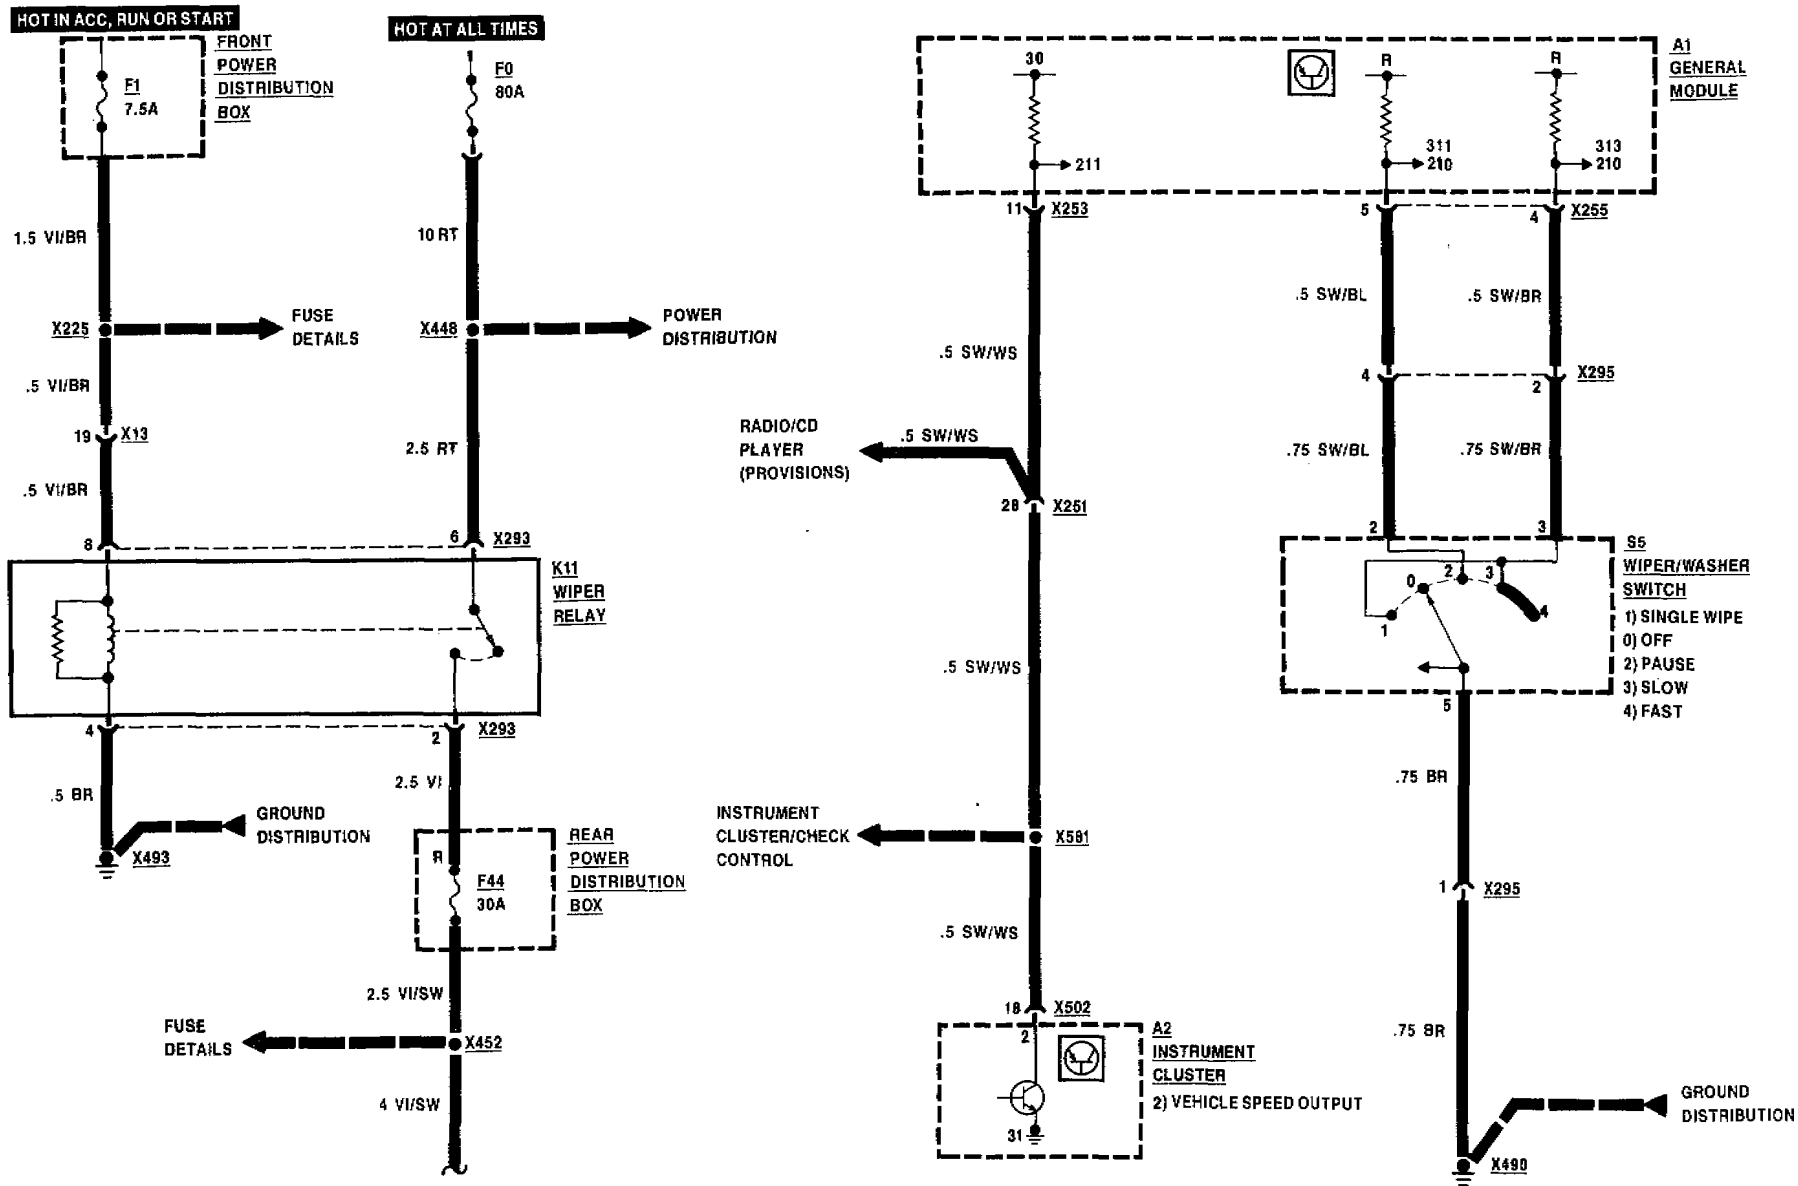 HOT IN ACC, RUN OR START
FRONT
POWER
DISTRIBUTION
BOX
F1
7.5A
1.5 VI/BR
X225
FUSE
DETAILS
.5 VI/BR
19
X13
.5 VI/BR
8
HOT AT ALL TIMES
F0
80A
10 RT
X448
POWER
DISTRIBUTION
2.5 RT
6
X293
K11
WIPER
RELAY
4
2
X293
.5 BR
GROUND
DISTRIBUTION
X493
2.5 VI
R
F44
30A
REAR
POWER
DISTRIBUTION
BOX
2.5 VI/SW
FUSE
DETAILS
X452
4 VI/SW
A1
GENERAL
MODULE
30
211
R
311
210
R
313
210
11
X253
5
4
X255
.5 SW/WS
.5 SW/BL
.5 SW/BR
4
2
X295
RADIO/CD
PLAYER
(PROVISIONS)
.5 SW/WS
28
X251
.75 SW/BL
.75 SW/BR
2
3
S5
WIPER/WASHER
SWITCH
1) SINGLE WIPE
0) OFF
2) PAUSE
3) SLOW
4) FAST
0
2
3
1
4
5
.5 SW/WS
.75 BR
INSTRUMENT
CLUSTER/CHECK
CONTROL
X581
1
X295
.5 SW/WS
18
X502
2
A2
INSTRUMENT
CLUSTER
2) VEHICLE SPEED OUTPUT
31
.75 BR
GROUND
DISTRIBUTION
X490